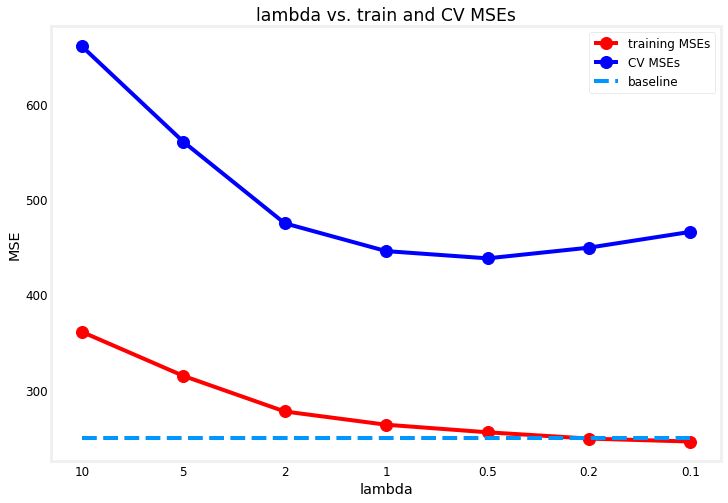 lambda vs. train and CV MSEs
training MSEs
CV MSEs
baseline
600
500
400
300
MSE
10 5 2 1 0.5 0.2 0.1
lambda